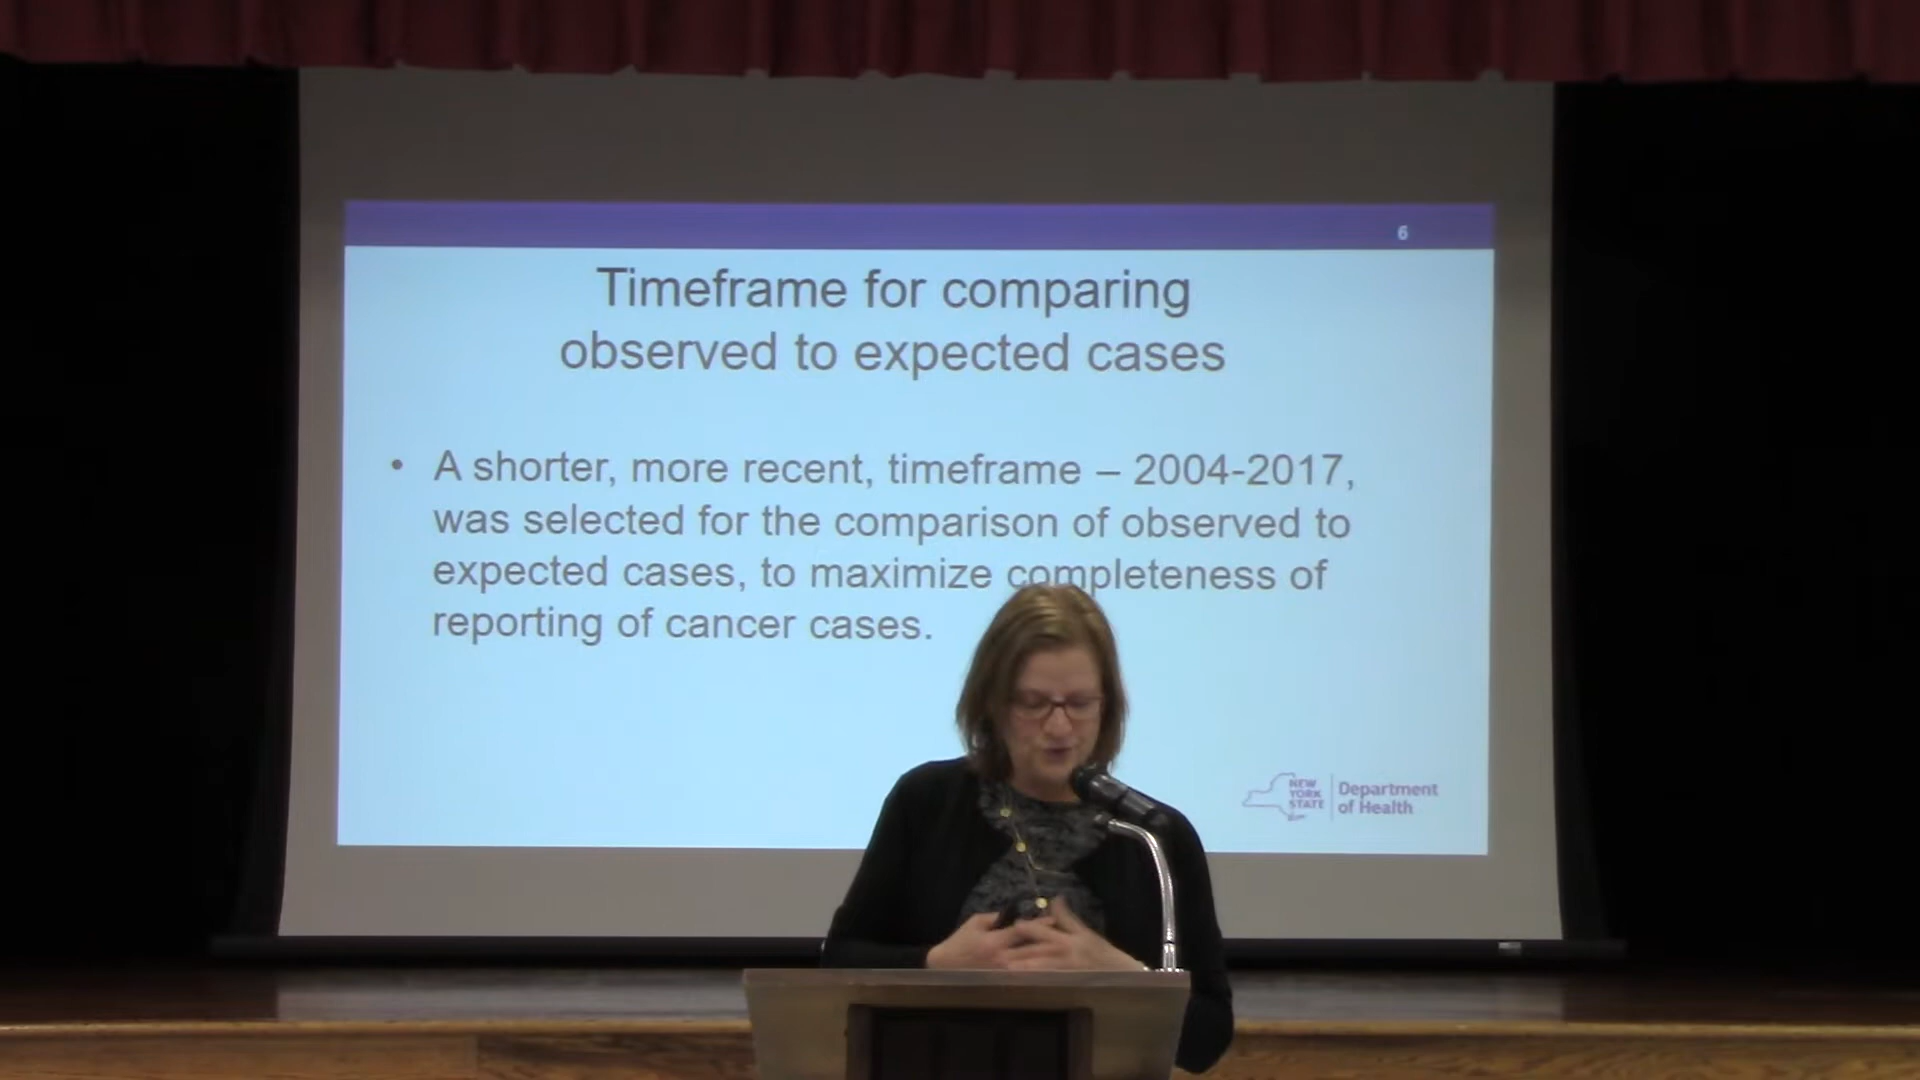 6
Timeframe for comparing
observed to expected cases
• A shorter, more recent, timeframe – 2004-2017,
was selected for the comparison of observed to
expected cases, to maximize completeness of
reporting of cancer cases.
NEW
YORK
STATE
Department
of Health